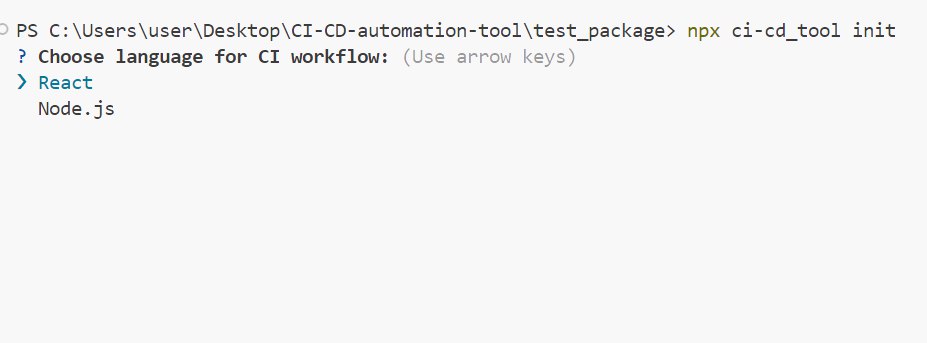 PS C:\Users\user\Desktop\CI-CD-automation-tool\test_package> npx ci-cd_tool init
? Choose language for CI workflow: (Use arrow keys)
❯ React
Node.js